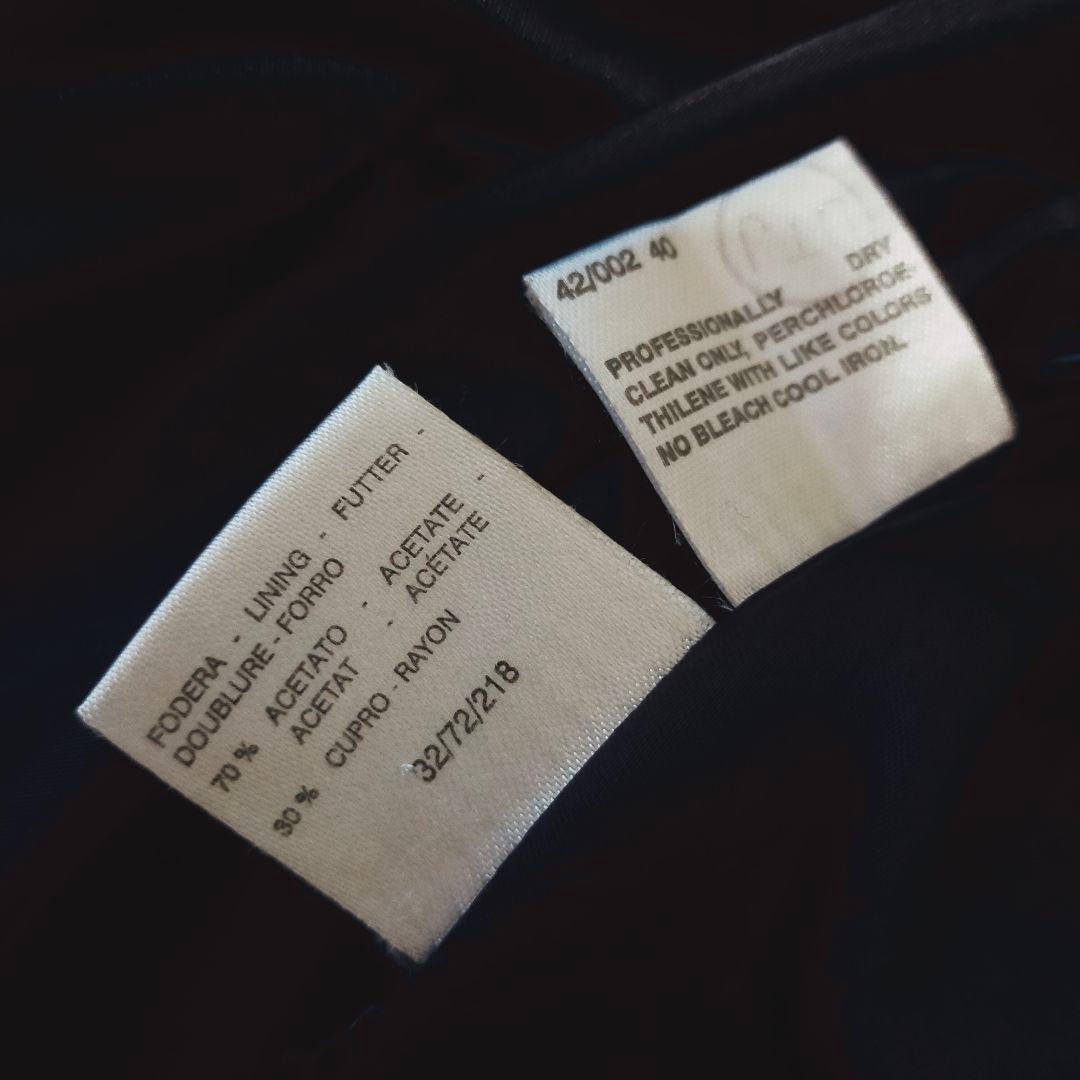 FODERA - LINING - FUTTER -
DOUBLURE - FORRO
70% ACETATO - ACETATE -
ACETAT - ACÉTATE
30% CUPRO - RAYON
32/72/218
42/002 40
PROFESSIONALLY DRY
CLEAN ONLY, PERCHLOROE-
THILENE WITH LIKE COLORS
NO BLEACH COOL IRON.